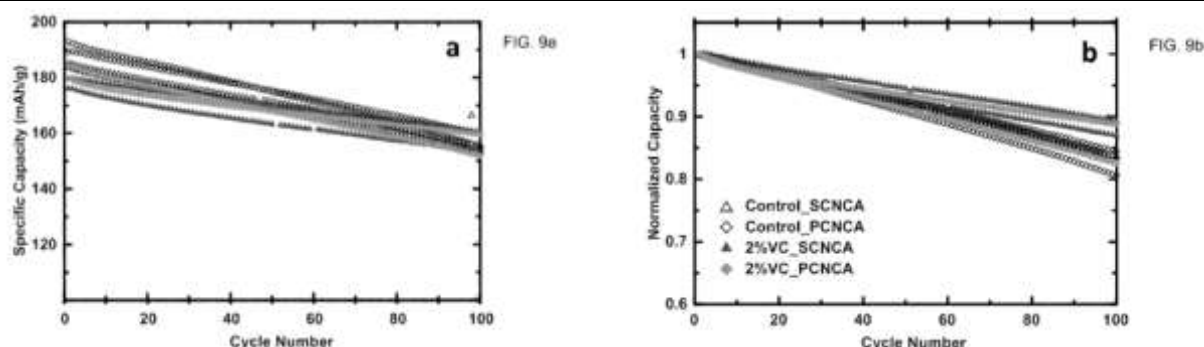 200
180
160
140
120
Specific Capacity (mAh/g)
a
0 20 40 60 80 100
Cycle Number
FIG. 9a
1
0.9
0.8
0.7
0.6
Normalized Capacity
b
Control_SCNCA
Control_PCNCA
2%VC_SCNCA
2%VC_PCNCA
0 20 40 60 80 100
Cycle Number
FIG. 9b